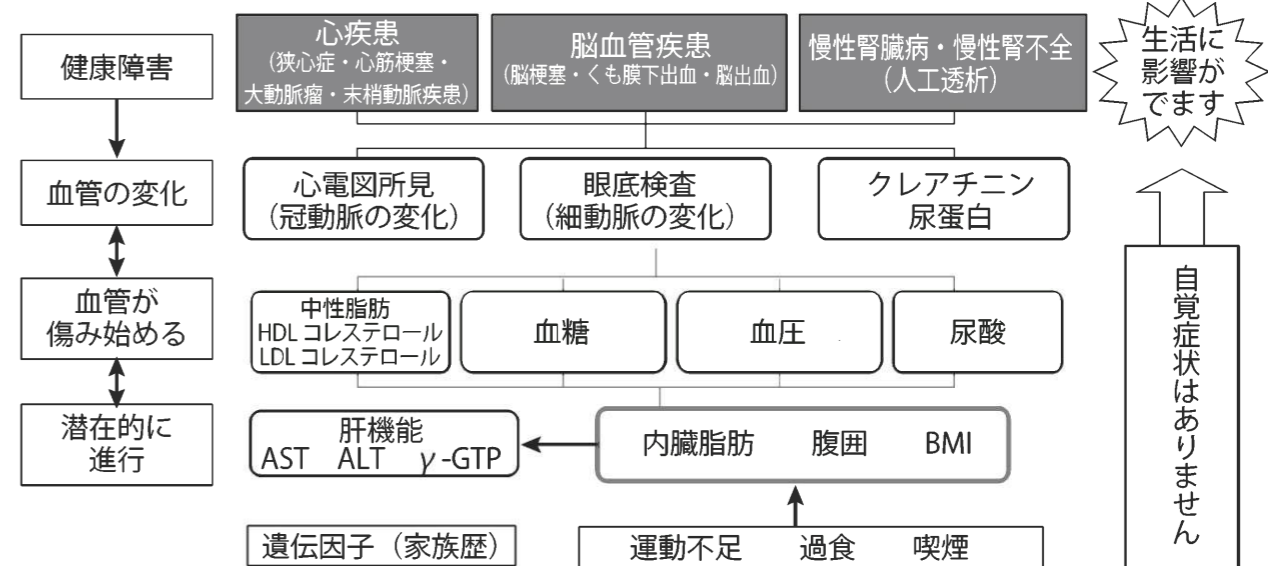 健康障害
心疾患
（狭心症・心筋梗塞・
大動脈瘤・末梢動脈疾患）
脳血管疾患
（脳梗塞・くも膜下出血・脳出血）
慢性腎臓病・慢性腎不全
（人工透析）
生活に
影響が
でます
血管の変化
心電図所見
（冠動脈の変化）
眼底検査
（細動脈の変化）
クレアチニン
尿蛋白
血管が
傷み始める
中性脂肪
HDL コレステロール
LDL コレステロール
血糖
血圧
尿酸
自覚症状はありません
潜在的に
進行
肝機能
AST ALT γ-GTP
内臓脂肪 腹囲 BMI
遺伝因子（家族歴）
運動不足 過食 喫煙